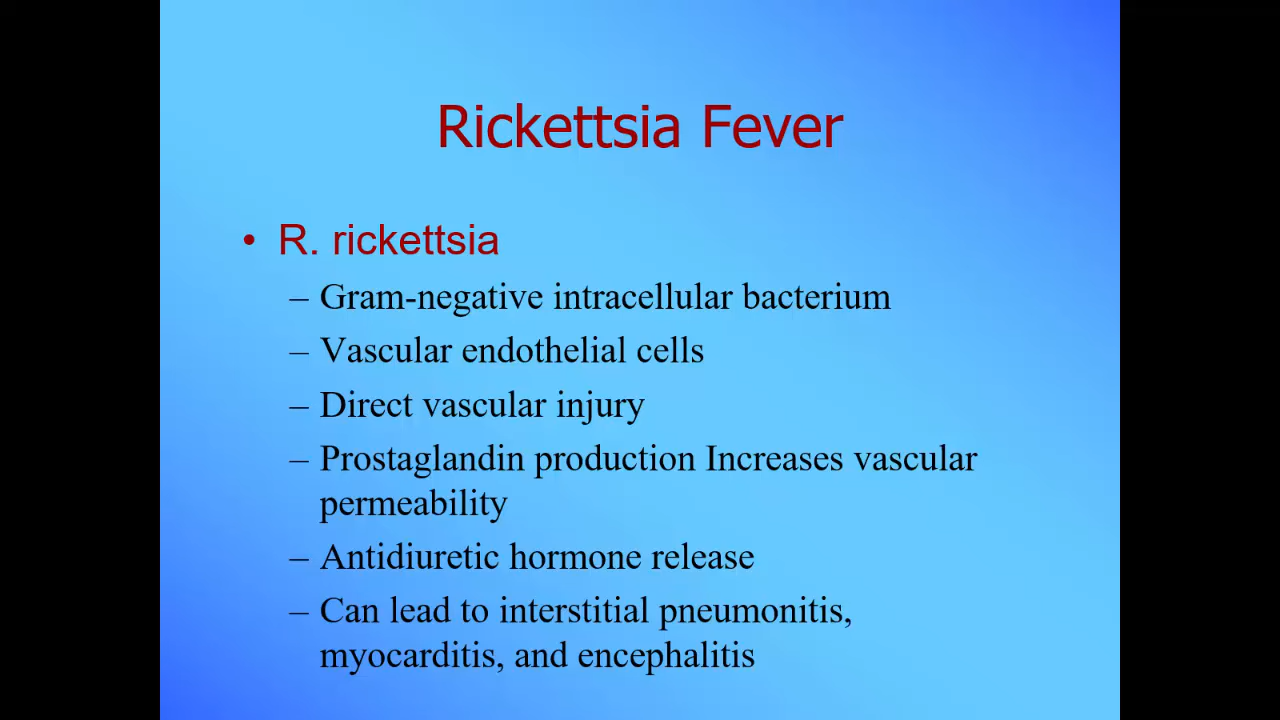 Rickettsia Fever
• R. rickettsia
– Gram-negative intracellular bacterium
– Vascular endothelial cells
– Direct vascular injury
– Prostaglandin production Increases vascular
permeability
– Antidiuretic hormone release
– Can lead to interstitial pneumonitis,
myocarditis, and encephalitis